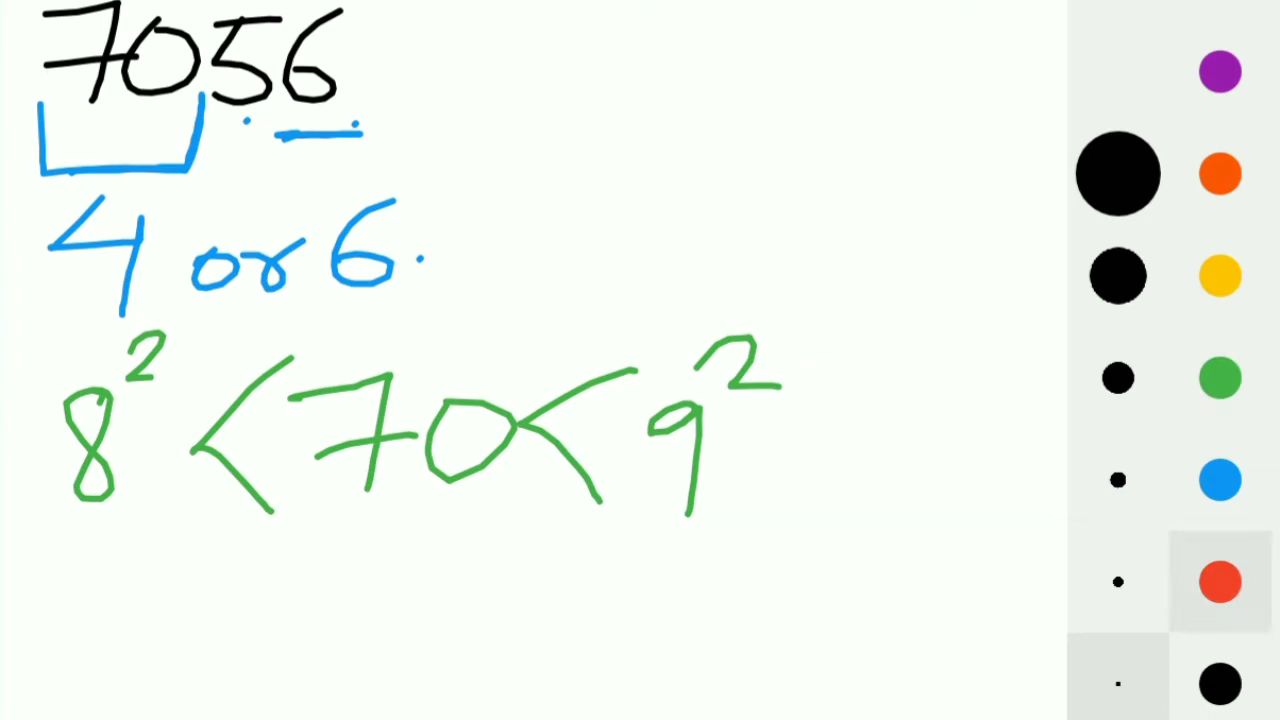 7056
4 or 6.
8² < 70 < 9²